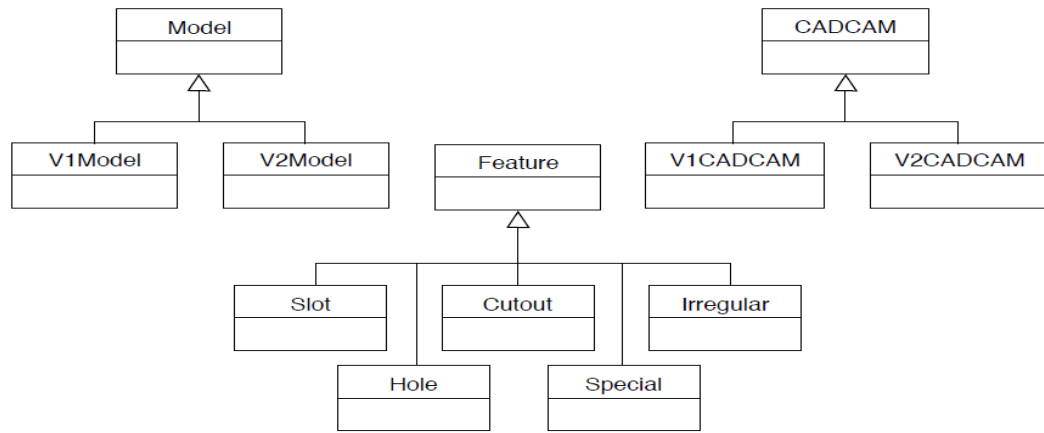 Model
CADCAM
V1Model
V2Model
Feature
V1CADCAM
V2CADCAM
Slot
Cutout
Irregular
Hole
Special